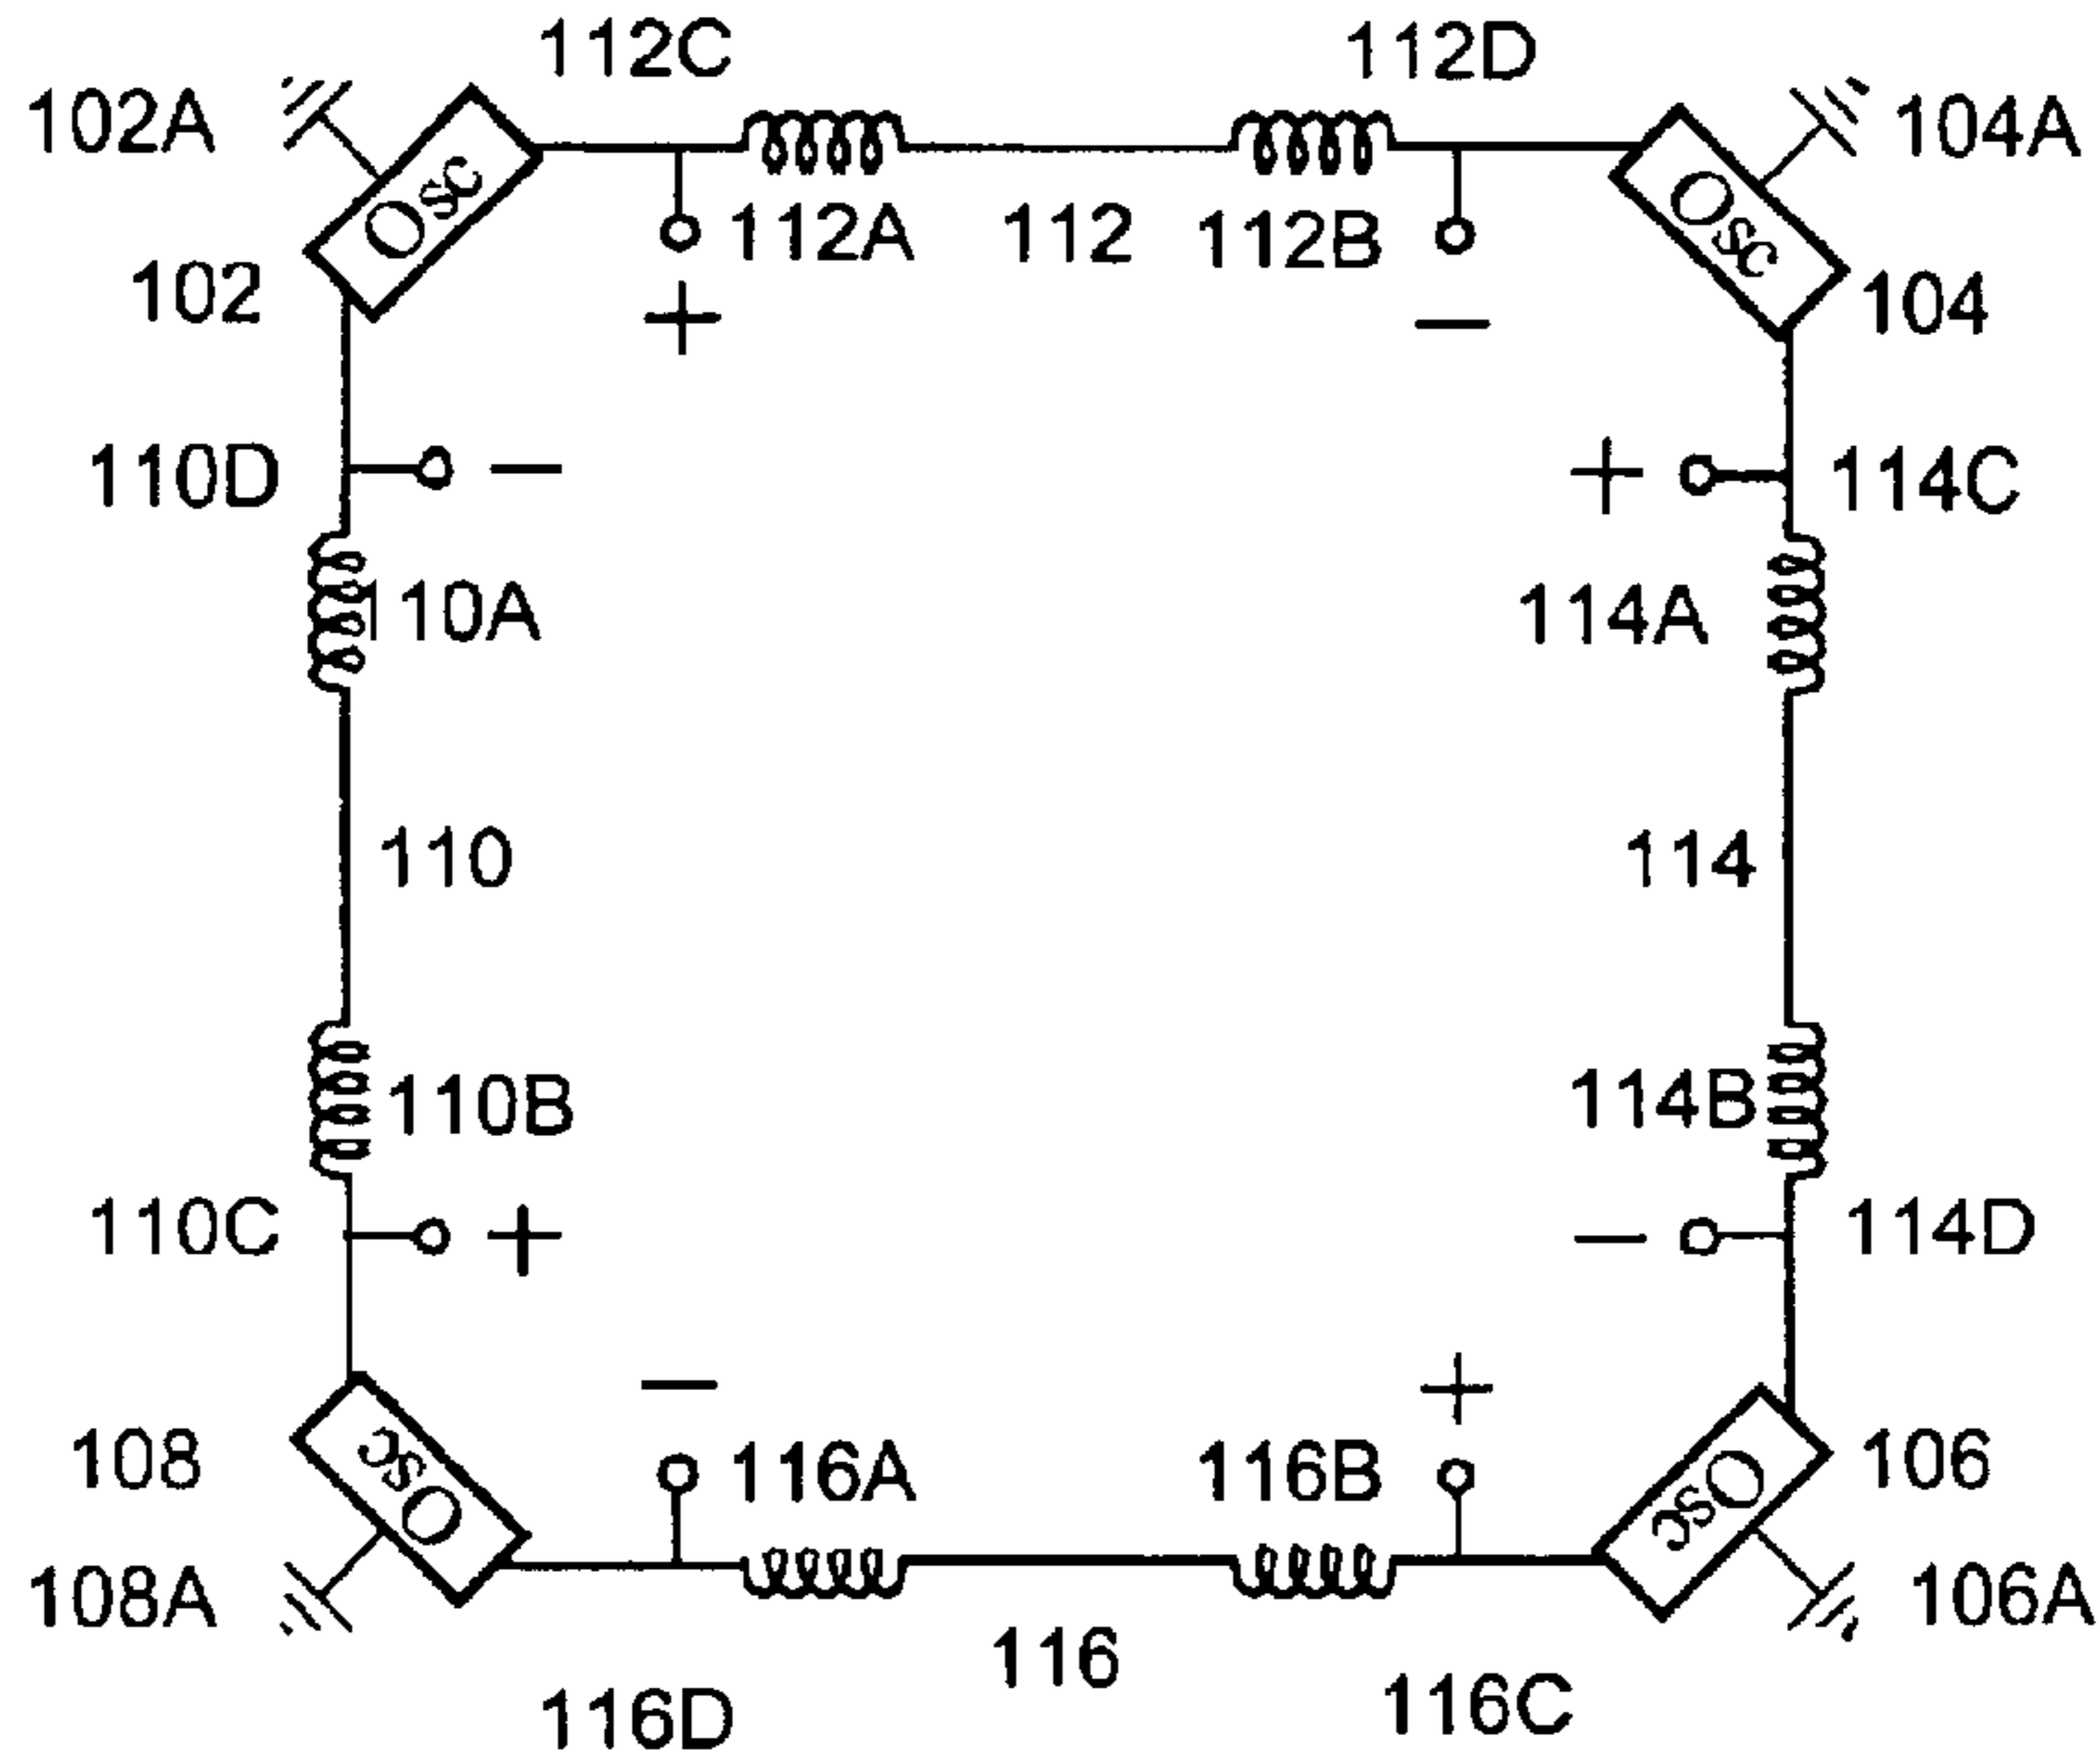 112C 112D
102A 104A
Osc Osc
112A 112 112B
102 104
+ −
110D − + 114C
110A 114A
110 114
110B 114B
110C + − 114D
− +
108 Osc 116A 116B Osc 106
108A 106A
116
116D 116C